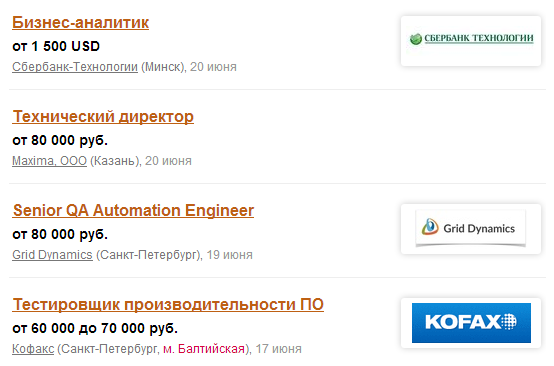 Бизнес-аналитик
от 1 500 USD
Сбербанк-Технологии (Минск), 20 июня
СБЕРБАНК ТЕХНОЛОГИИ
Технический директор
от 80 000 руб.
Maxima, ООО (Казань), 20 июня
Senior QA Automation Engineer
от 80 000 руб.
Grid Dynamics (Санкт-Петербург), 19 июня
Grid Dynamics
Тестировщик производительности ПО
от 60 000 до 70 000 руб.
Кофакс (Санкт-Петербург, м. Балтийская), 17 июня
KOFAX